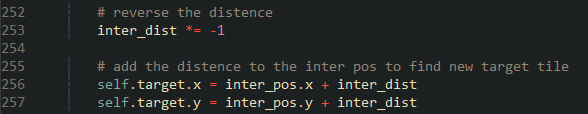 252 # reverse the distence
253 inter_dist *= -1
254
255 # add the distence to the inter pos to find new target tile
256 self.target.x = inter_pos.x + inter_dist
257 self.target.y = inter_pos.y + inter_dist